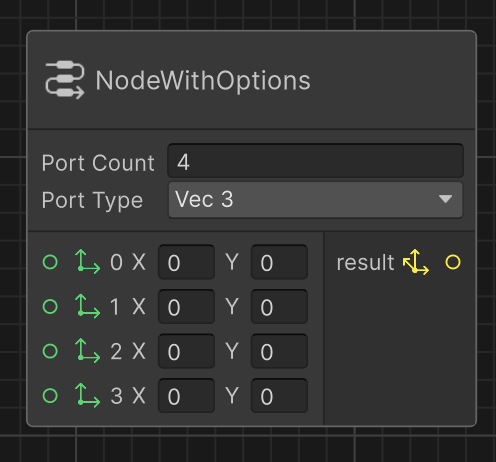 NodeWithOptions
Port Count 4
Port Type Vec 3
0 X 0 Y 0 result
1 X 0 Y 0
2 X 0 Y 0
3 X 0 Y 0